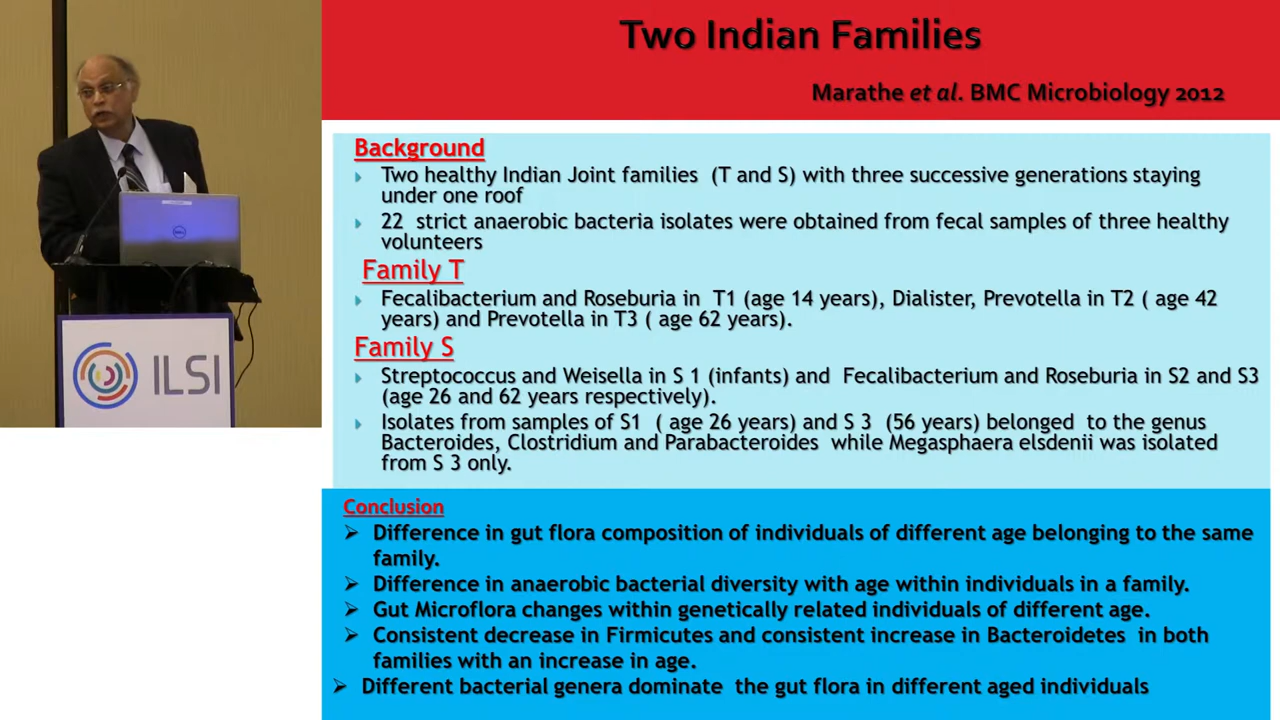 Two Indian Families
Marathe et al. BMC Microbiology 2012
Background
Two healthy Indian Joint families (T and S) with three successive generations staying
under one roof
22 strict anaerobic bacteria isolates were obtained from fecal samples of three healthy
volunteers
Family T
Fecalibacterium and Roseburia in T1 (age 14 years), Dialister, Prevotella in T2 ( age 42
years) and Prevotella in T3 ( age 62 years).
Family S
Streptococcus and Weisella in S 1 (infants) and Fecalibacterium and Roseburia in S2 and S3
(age 26 and 62 years respectively).
Isolates from samples of S1 ( age 26 years) and S 3 (56 years) belonged to the genus
Bacteroides, Clostridium and Parabacteroides while Megasphaera elsdenii was isolated
from S 3 only.
Conclusion
Difference in gut flora composition of individuals of different age belonging to the same
family.
Difference in anaerobic bacterial diversity with age within individuals in a family.
Gut Microflora changes within genetically related individuals of different age.
Consistent decrease in Firmicutes and consistent increase in Bacteroidetes in both
families with an increase in age.
Different bacterial genera dominate the gut flora in different aged individuals
DELL
ILSI